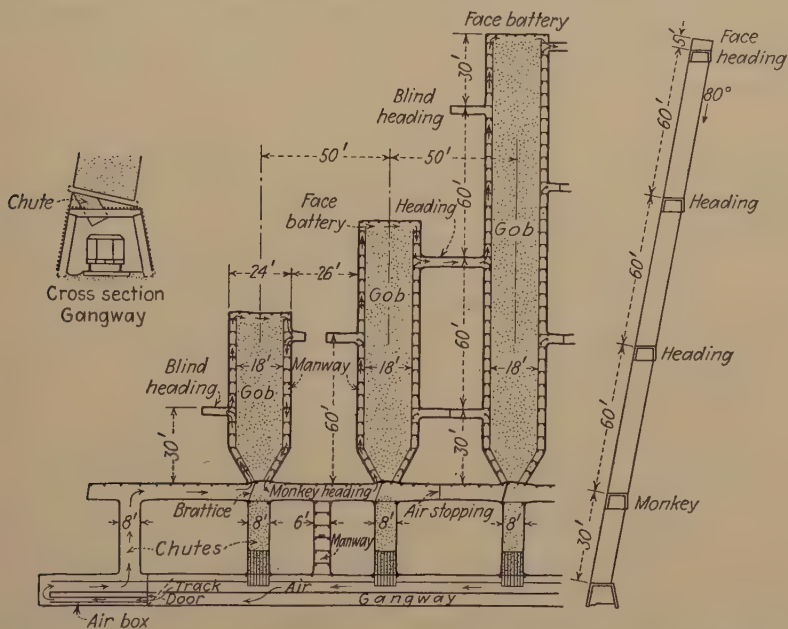 Face battery
5'
Face
heading
30'
80°
Blind
heading
60'
50'
50'
Chute
Face
battery
Heading
60'
Heading
Gob
24'
26'
Cross section
Gangway
Gob
60'
60'
Blind
heading
18'
Manway
18'
18'
Heading
Gob
60'
30'
30'
60'
Monkey heading
Brattice
Air stopping
Monkey
8'
8'
6'
8'
8'
30'
Chutes
Manway
Track
Door
Air
Gangway
Air box